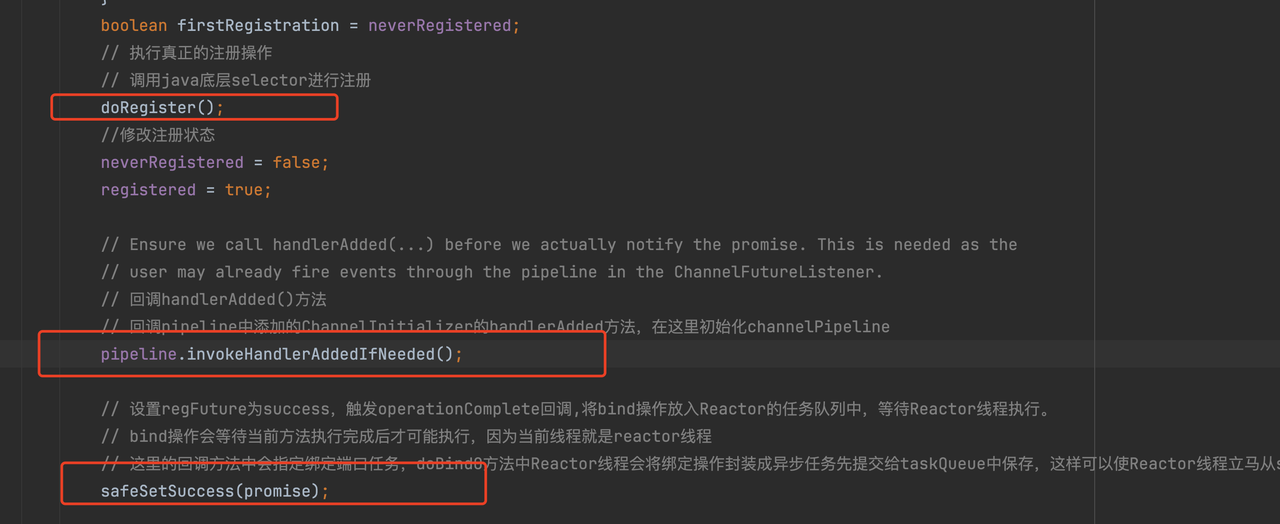 }
boolean firstRegistration = neverRegistered;
// 执行真正的注册操作
// 调用java底层selector进行注册
doRegister();
//修改注册状态
neverRegistered = false;
registered = true;
// Ensure we call handlerAdded(...) before we actually notify the promise. This is needed as the
// user may already fire events through the pipeline in the ChannelFutureListener.
// 回调handlerAdded()方法
// 回调pipeline中添加的ChannelInitializer的handlerAdded方法，在这里初始化channelPipeline
pipeline.invokeHandlerAddedIfNeeded();
// 设置regFuture为success，触发operationComplete回调,将bind操作放入Reactor的任务队列中，等待Reactor线程执行。
// bind操作会等待当前方法执行完成后才可能执行，因为当前线程就是reactor线程
// 这里的回调方法中会指定绑定端口任务，doBind0方法中Reactor线程会将绑定操作封装成异步任务先提交给taskQueue中保存，这样可以使Reactor线程立马从s
safeSetSuccess(promise);